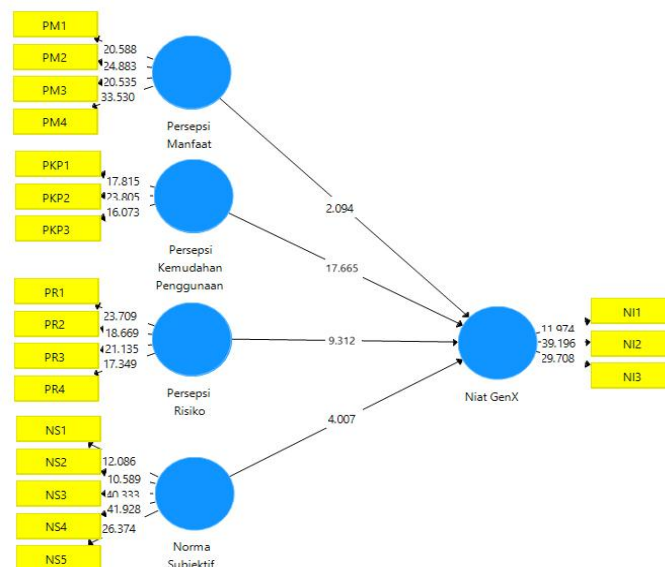 PM1
PM2
PM3
PM4
20.588
24.883
20.535
33.530
Persepsi
Manfaat
2.094
PKP1
PKP2
PKP3
17.815
23.805
16.073
Persepsi
Kemudahan
Penggunaan
17.665
PR1
PR2
PR3
PR4
23.709
18.669
21.135
17.349
Persepsi
Risiko
9.312
NS1
NS2
NS3
NS4
NS5
12.086
10.589
40.333
41.928
26.374
Norma
Subjektif
4.007
Niat GenX
11.974
39.196
29.708
NI1
NI2
NI3